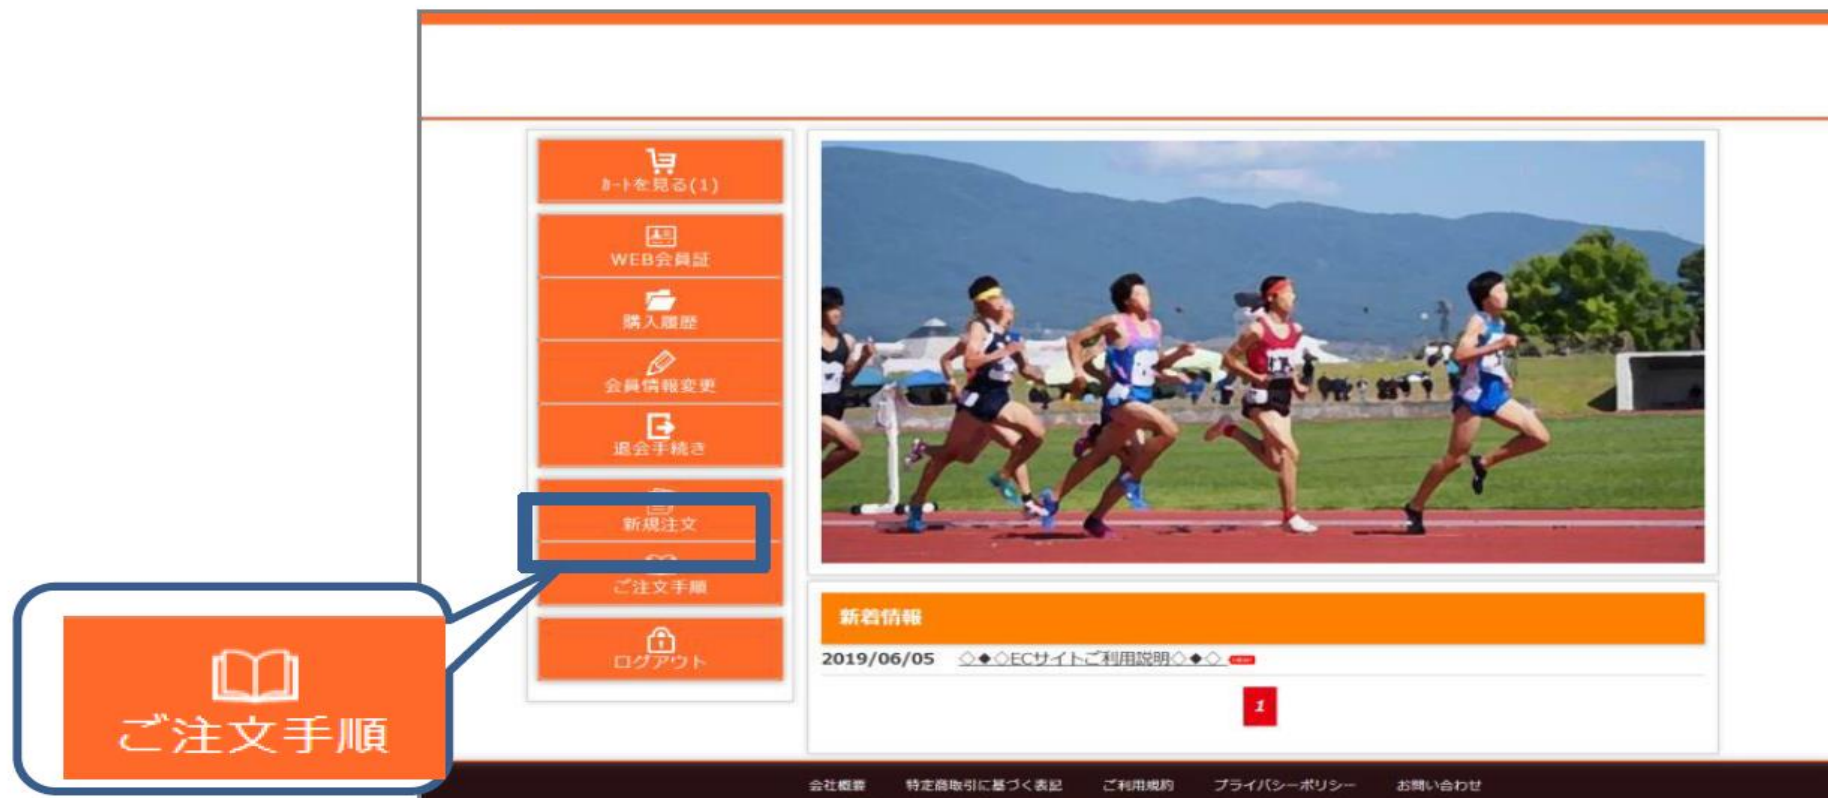 カートを見る(1)
WEB会員証
購入履歴
会員情報変更
退会手続き
新規注文
ご注文手順
ログアウト
ご注文手順
新着情報
2019/06/05 ◇◆◇ECサイトご利用説明◇◆◇
1
会社概要 特定商取引に基づく表記 ご利用規約 プライバシーポリシー お問い合わせ